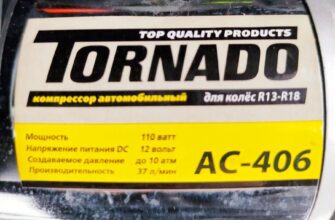 TOP QUALITY PRODUCTS
TORNADO
компрессор автомобильный для колёс R13-R18
Мощность 110 ватт
Напряжение питания DC 12 вольт
Создаваемое давление до 10 атм
Производительность 37 л/мин
AC-406